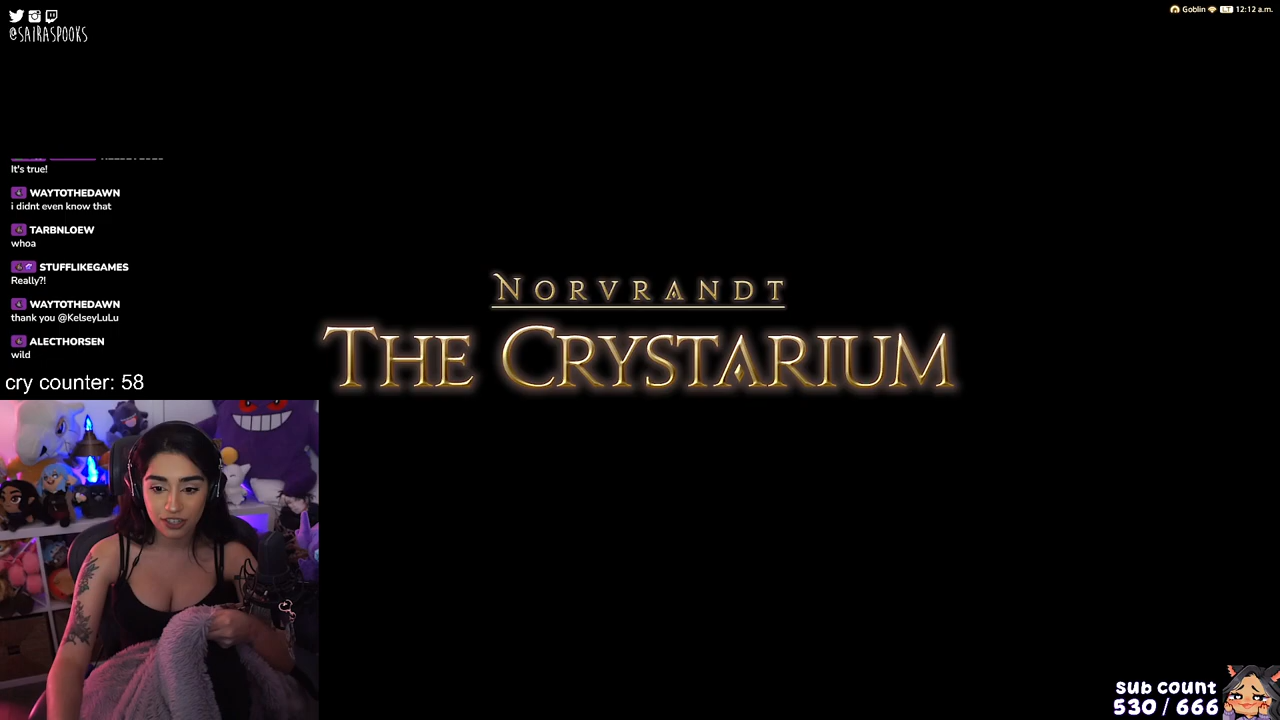 @SAIRASPOOKS
Goblin LT 12:12 a.m.
It's true!
WAYTOTHEDAWN
i didnt even know that
TARBNLOEW
whoa
STUFFLIKEGAMES
Really?!
WAYTOTHEDAWN
thank you @KelseyLuLu
ALECTHORSEN
wild
cry counter: 58
NORVRANDT
THE CRYSTARIUM
sub count
530 / 666